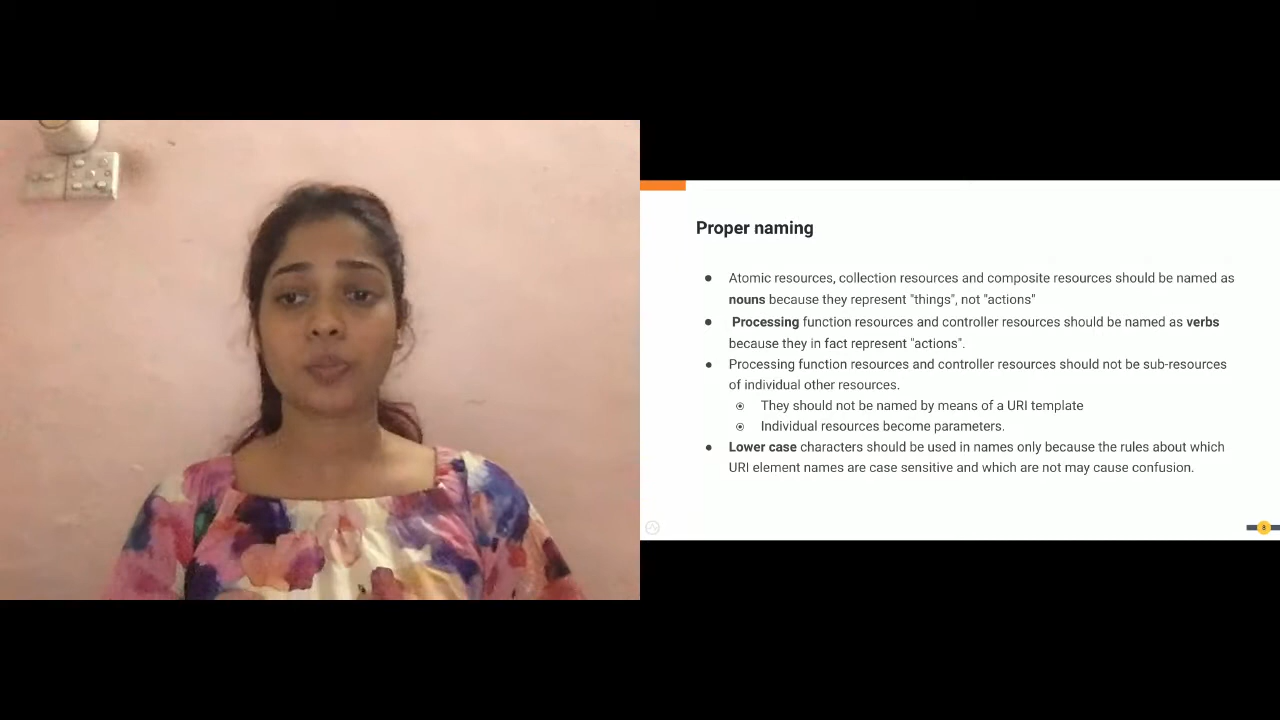 Proper naming
● Atomic resources, collection resources and composite resources should be named as
nouns because they represent "things", not "actions"
● Processing function resources and controller resources should be named as verbs
because they in fact represent "actions".
● Processing function resources and controller resources should not be sub-resources
of individual other resources.
They should not be named by means of a URI template
Individual resources become parameters.
● Lower case characters should be used in names only because the rules about which
URI element names are case sensitive and which are not may cause confusion.
8